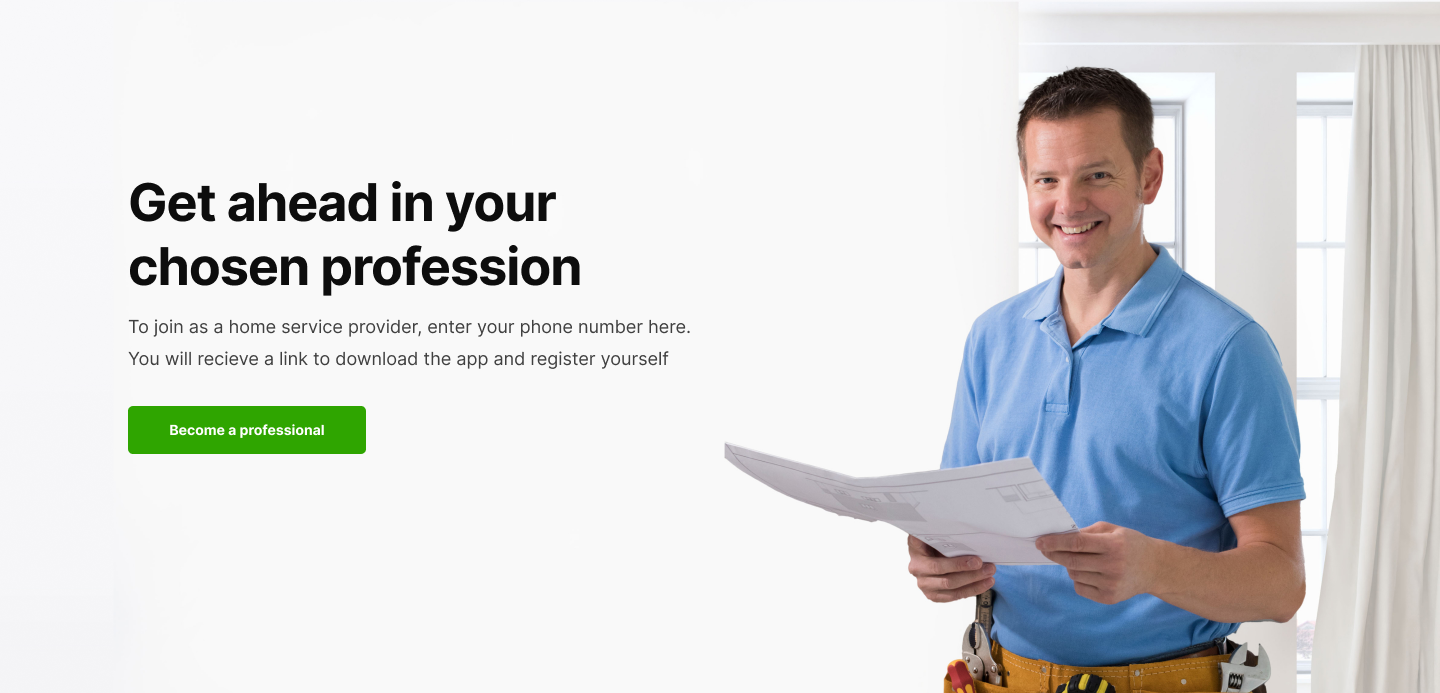 Get ahead in your
chosen profession
To join as a home service provider, enter your phone number here.
You will recieve a link to download the app and register yourself
Become a professional